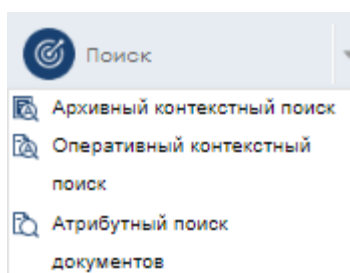 Поиск
Архивный контекстный поиск
Оперативный контекстный
поиск
Атрибутный поиск
документов